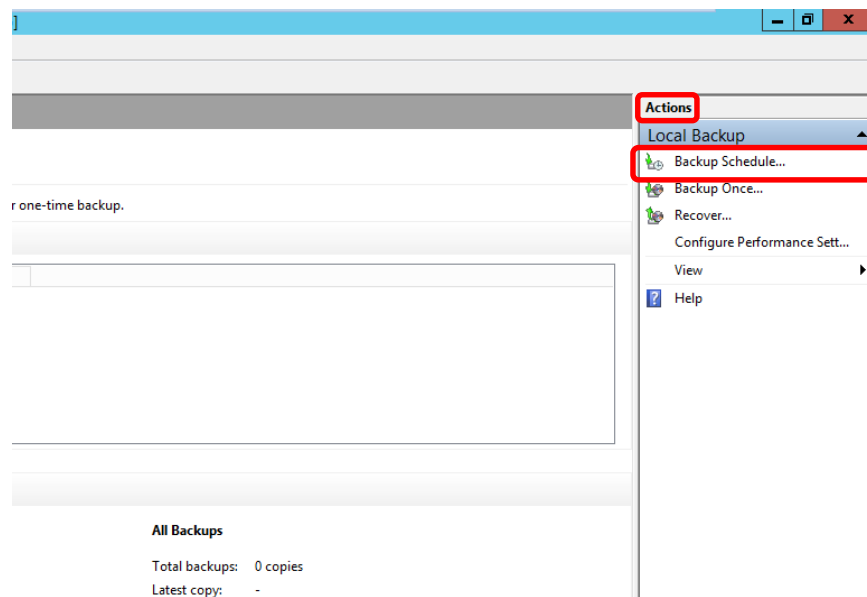 ]
Actions
Local Backup
Backup Schedule...
Backup Once...
r one-time backup.
Recover...
Configure Performance Sett...
View
? Help
All Backups
Total backups: 0 copies
Latest copy: -